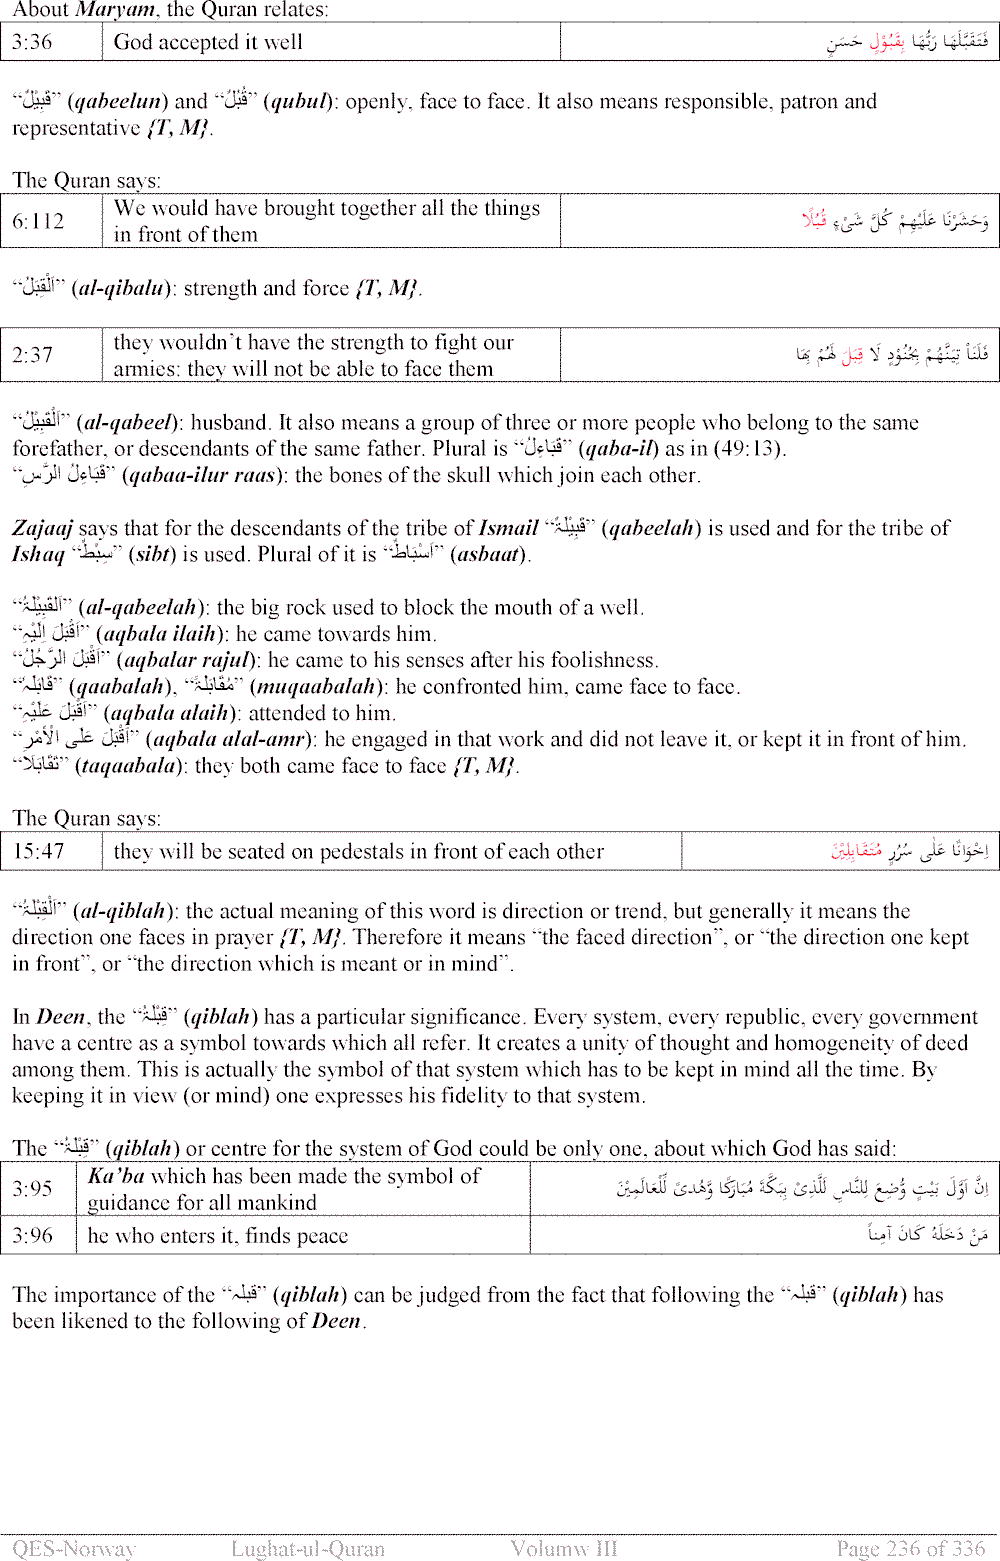 About Maryam, the Quran relates:
3:36 God accepted it well فَتَقَبَّلَهَا رَبُّهَا بِقَبُوْلٍ حَسَنٍ
“قَبِيْلٌ” (qabeelun) and “قُبُلٌ” (qubul): openly, face to face. It also means responsible, patron and
representative {T, M}.
The Quran says:
6:112 We would have brought together all the things
in front of them وَحَشَرْنَا عَلَيْهِمْ كُلَّ شَیْءٍ قُبُلًا
“اَلْقِبَلُ” (al-qibalu): strength and force {T, M}.
2:37 they wouldn’t have the strength to fight our
armies: they will not be able to face them فَلَنَاْ تِيَنَّهُمْ بِجُنُوْدٍ لَا قِبَلَ لَهُمْ بِهَا
“اَلْقَبِيْلُ” (al-qabeel): husband. It also means a group of three or more people who belong to the same
forefather, or descendants of the same father. Plural is “قَبَاءِلُ” (qaba-il) as in (49:13).
“قَبَاءِلُ الرَّسِ” (qabaa-ilur raas): the bones of the skull which join each other.
Zajaaj says that for the descendants of the tribe of Ismail “قَبِيْلَۃٌ” (qabeelah) is used and for the tribe of
Ishaq “سِبْطٌ” (sibt) is used. Plural of it is “اَسْبَاطٌ” (asbaat).
“اَلْقَبِيْلَۃُ” (al-qabeelah): the big rock used to block the mouth of a well.
“اَقْبَلَ اِلَيْہِ” (aqbala ilaih): he came towards him.
“اَقْبَلَ الرَّجُلُ” (aqbalar rajul): he came to his senses after his foolishness.
“قَابَلَہٗ” (qaabalah), “مُقَابَلَۃً” (muqaabalah): he confronted him, came face to face.
“اَقْبَلَ عَلَيْہِ” (aqbala alaih): attended to him.
“اَقْبَلَ عَلَی الْاَمْرِ” (aqbala alal-amr): he engaged in that work and did not leave it, or kept it in front of him.
“تَقَابَلَا” (taqaabala): they both came face to face {T, M}.
The Quran says:
15:47 they will be seated on pedestals in front of each other اِخْوَانًا عَلٰی سُرُرٍ مُتَقَابِلِيْنَ
“اَلْقِبْلَۃُ” (al-qiblah): the actual meaning of this word is direction or trend, but generally it means the
direction one faces in prayer {T, M}. Therefore it means “the faced direction”, or “the direction one kept
in front”, or “the direction which is meant or in mind”.
In Deen, the “قِبْلَۃُ” (qiblah) has a particular significance. Every system, every republic, every government
have a centre as a symbol towards which all refer. It creates a unity of thought and homogeneity of deed
among them. This is actually the symbol of that system which has to be kept in mind all the time. By
keeping it in view (or mind) one expresses his fidelity to that system.
The “قِبْلَۃُ” (qiblah) or centre for the system of God could be only one, about which God has said:
3:95 Ka’ba which has been made the symbol of
guidance for all mankind اِنَّ اَوَّلَ بَيْتٍ وُّضِعَ لِلنَّاسِ لَلَّذِیْ بِبَكَّةَ مُبَارَكًا وَّهُدیً لِّلْعَالَمِيْنَ
3:96 he who enters it, finds peace مَنْ دَخَلَهُ كَانَ آمِناً
The importance of the “قبلہ” (qiblah) can be judged from the fact that following the “قبلہ” (qiblah) has
been likened to the following of Deen.
QES-Norway Lughat-ul-Quran Volumw III Page 236 of 336